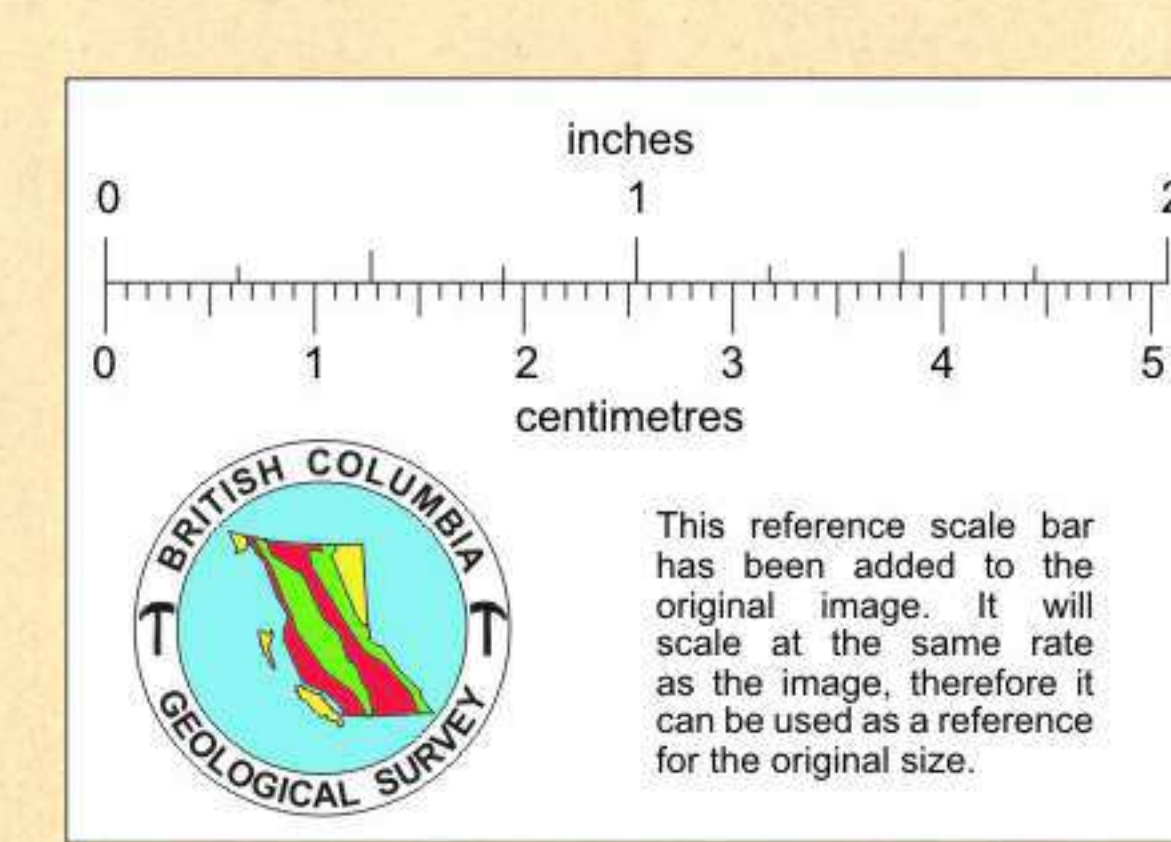 inches
0 1 2
0 1 2 3 4 5
centimetres
BRITISH COLUMBIA
GEOLOGICAL SURVEY
This reference scale bar
has been added to the
original image. It will
scale at the same rate
as the image, therefore it
can be used as a reference
for the original size.